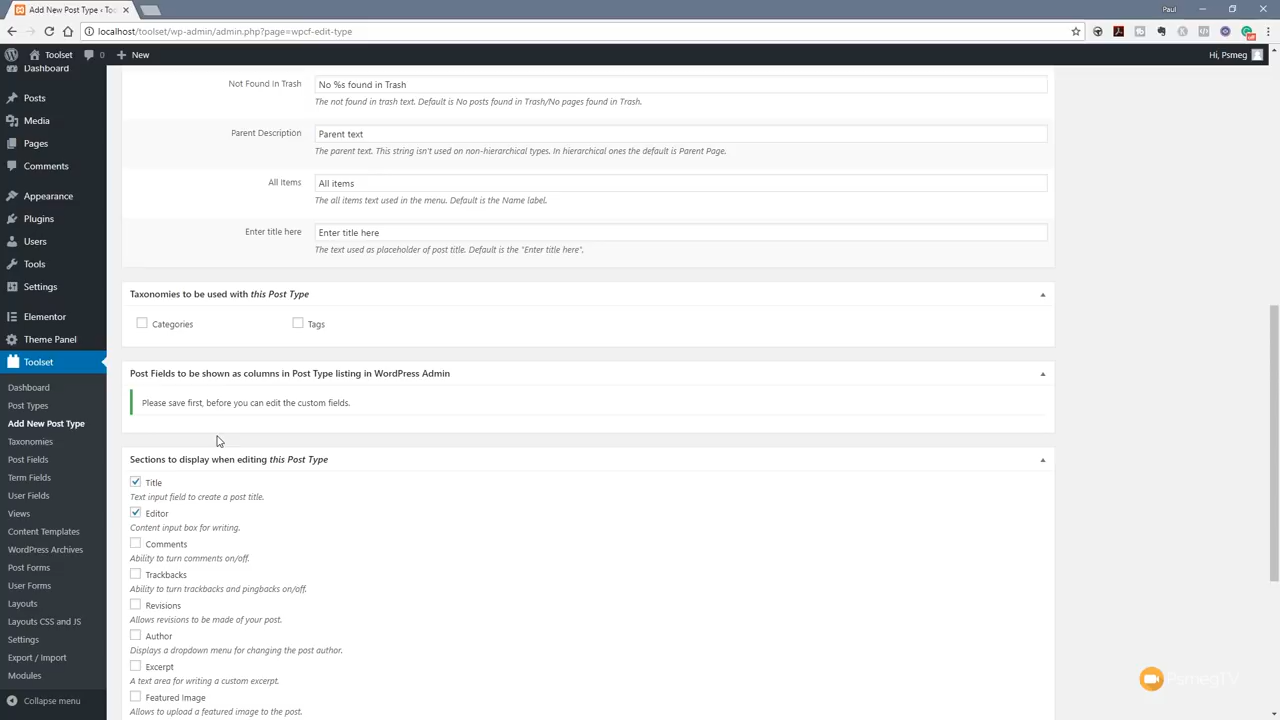 Add New Post Type ‹ To
Paul
localhost/toolset/wp-admin/admin.php?page=wpcf-edit-type
Toolset
0
New
Hi, Psmeg
Dashboard
Posts
Media
Pages
Comments
Appearance
Plugins
Users
Tools
Settings
Elementor
Theme Panel
Toolset
Dashboard
Post Types
Add New Post Type
Taxonomies
Post Fields
Term Fields
User Fields
Views
Content Templates
WordPress Archives
Post Forms
User Forms
Layouts
Layouts CSS and JS
Settings
Export / Import
Modules
Collapse menu
Not Found In Trash
No %s found in Trash
The not found in trash text. Default is No posts found in Trash/No pages found in Trash.
Parent Description
Parent text
The parent text. This string isn't used on non-hierarchical types. In hierarchical ones the default is Parent Page.
All Items
All items
The all items text used in the menu. Default is the Name label.
Enter title here
Enter title here
The text used as placeholder of post title. Default is the "Enter title here".
Taxonomies to be used with this Post Type
Categories
Tags
Post Fields to be shown as columns in Post Type listing in WordPress Admin
Please save first, before you can edit the custom fields.
Sections to display when editing this Post Type
Title
Text input field to create a post title.
Editor
Content input box for writing.
Comments
Ability to turn comments on/off.
Trackbacks
Ability to turn trackbacks and pingbacks on/off.
Revisions
Allows revisions to be made of your post.
Author
Displays a dropdown menu for changing the post author.
Excerpt
A text area for writing a custom excerpt.
Featured Image
Allows to upload a featured image to the post.
PsmegTV